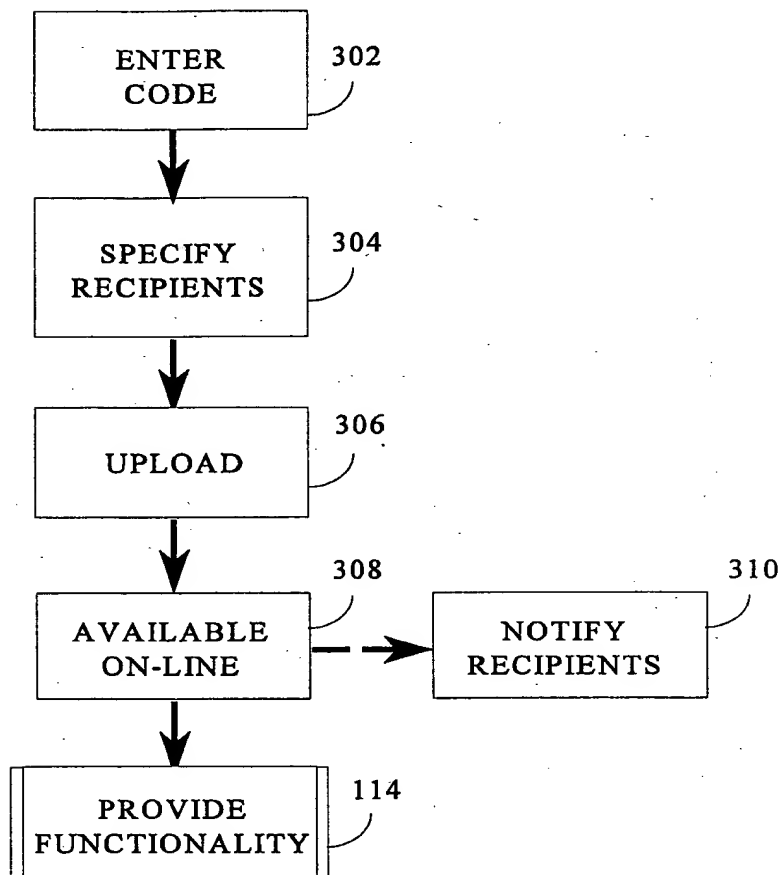 ENTER
CODE
302
SPECIFY
RECIPIENTS
304
UPLOAD
306
AVAILABLE
ON-LINE
308
NOTIFY
RECIPIENTS
310
PROVIDE
FUNCTIONALITY
114